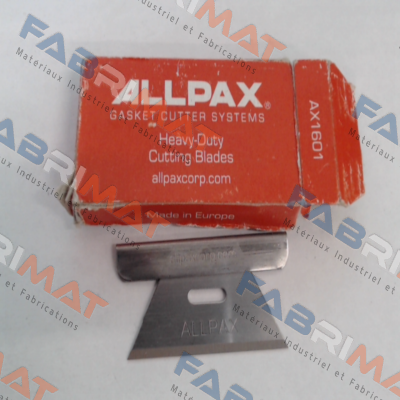 ALLPAX®
GASKET CUTTER SYSTEMS
Heavy-Duty
Cutting Blades
allpaxcorp.com
Made in Europe
AX1601
ALLPAX
FABRIMAT
Materiaux Industriel et Fabrications